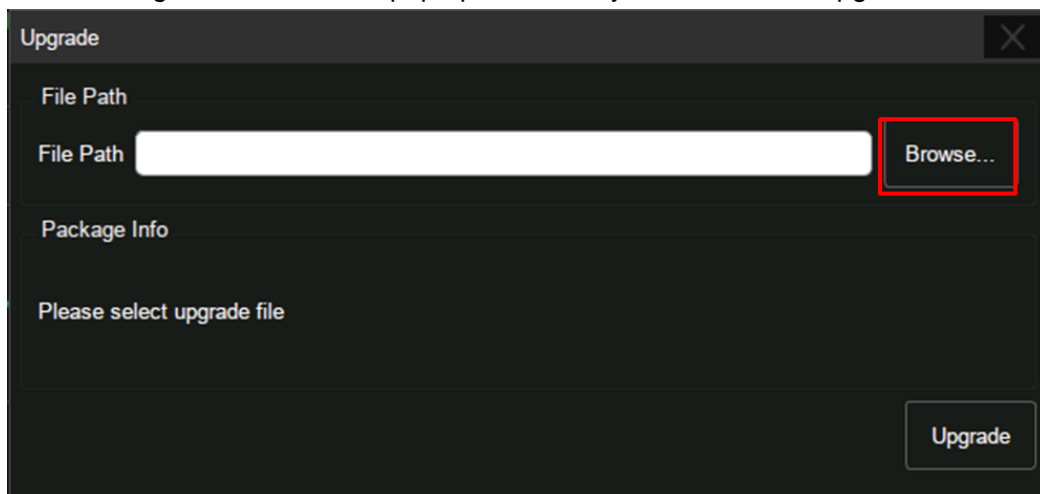 Upgrade
File Path
File Path
Browse...
Package Info
Please select upgrade file
Upgrade